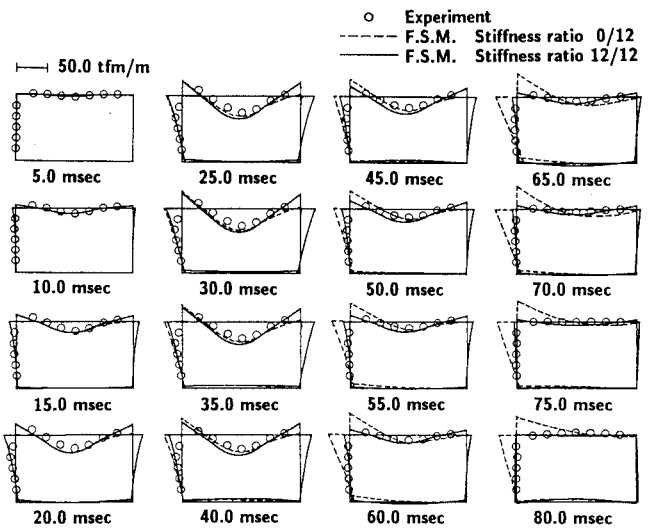 Experiment
F.S.M. Stiffness ratio 0/12
F.S.M. Stiffness ratio 12/12
50.0 tfm/m
5.0 msec
25.0 msec
45.0 msec
65.0 msec
10.0 msec
30.0 msec
50.0 msec
70.0 msec
15.0 msec
35.0 msec
55.0 msec
75.0 msec
20.0 msec
40.0 msec
60.0 msec
80.0 msec